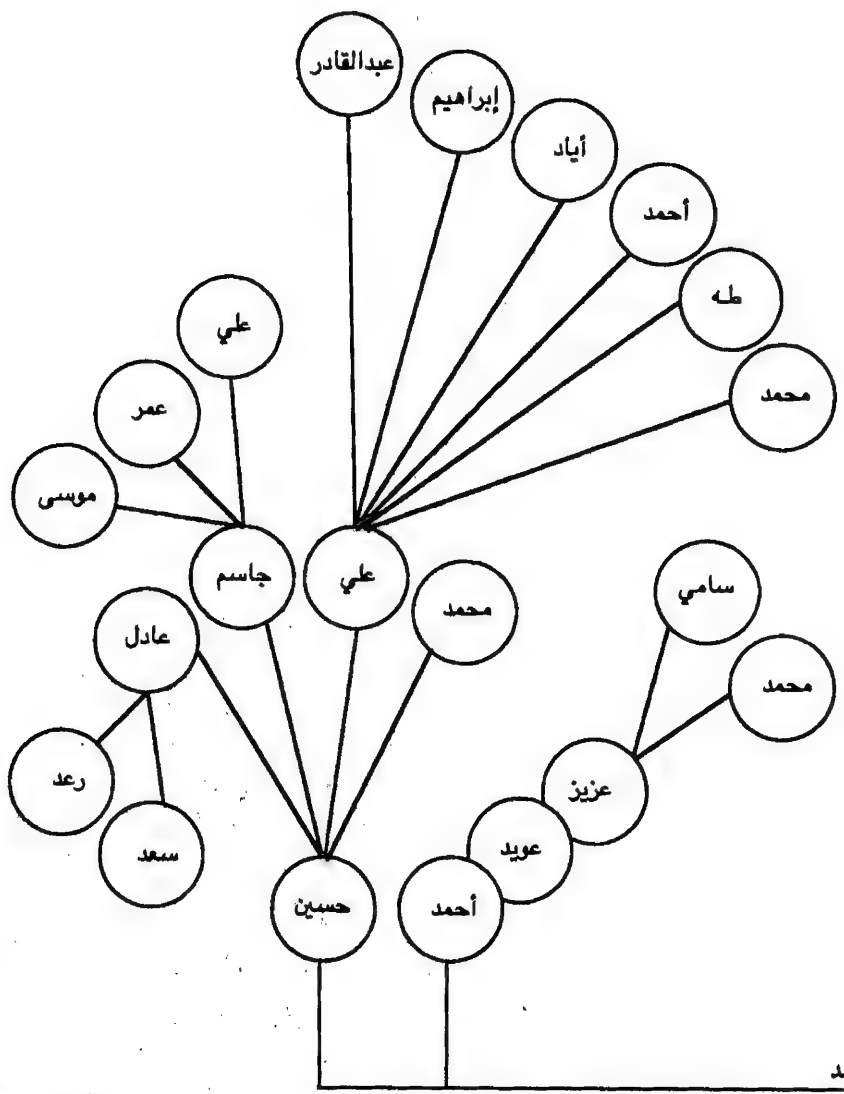 عبدالقادر
إبراهيم
أياد
أحمد
طه
محمد
علي
عمر
موسى
جاسم
علي
محمد
سامي
محمد
عادل
رعد
سعد
عزيز
عويد
أحمد
حسين